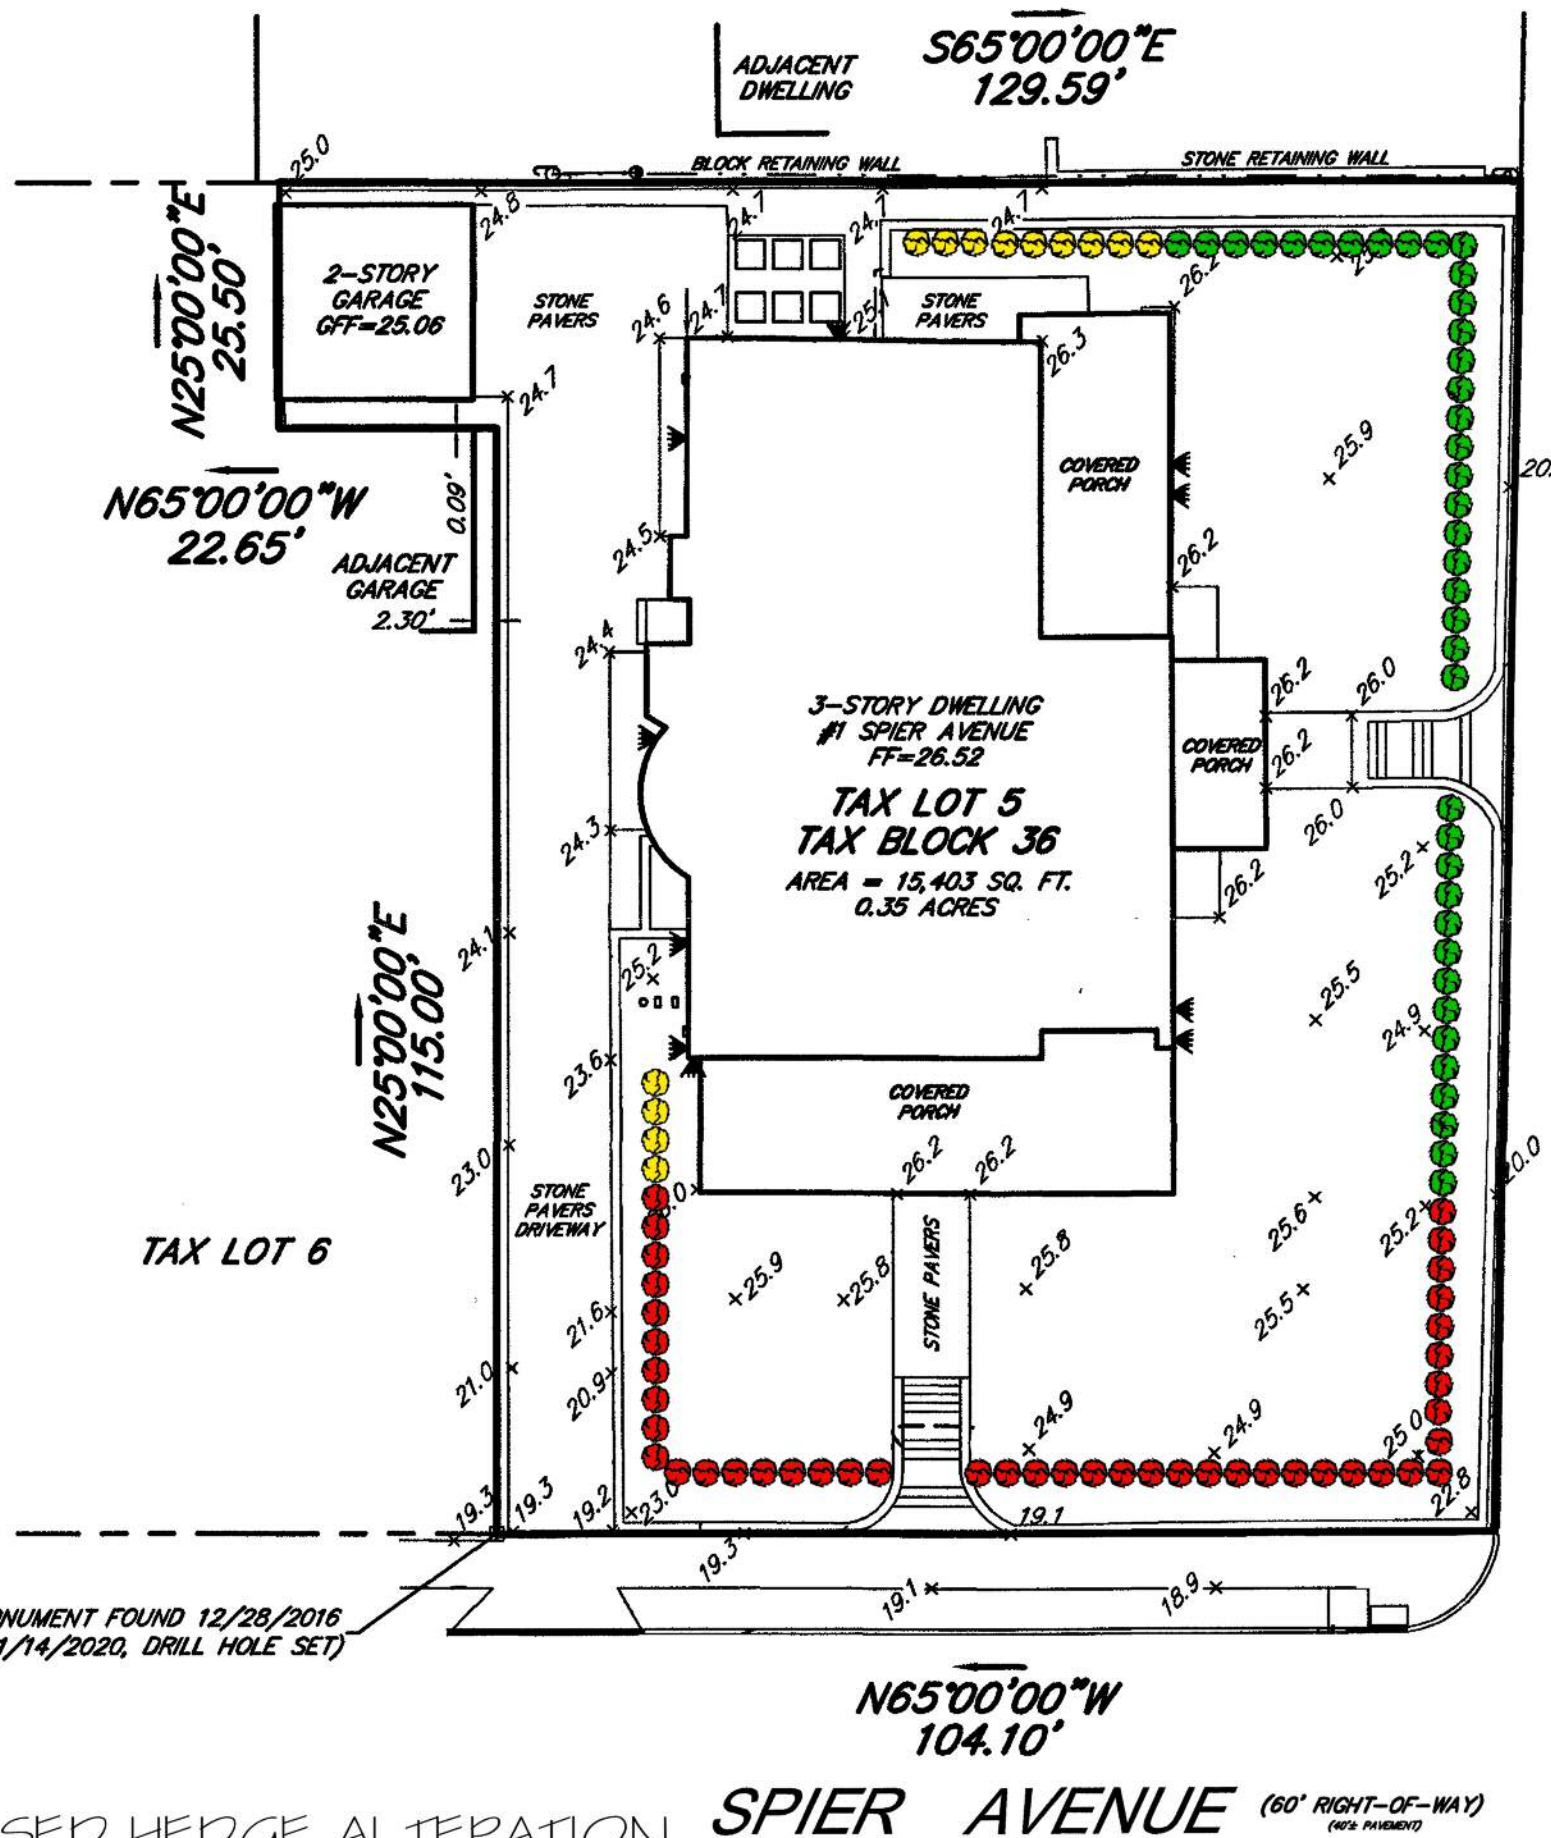 S65°00'00"E
129.59'
ADJACENT
DWELLING
25.0
BLOCK RETAINING WALL
STONE RETAINING WALL
24.8
24.7
24.7
24.7
N25°00'00"E
25.50'
2-STORY
GARAGE
GFF=25.06
STONE
PAVERS
24.6
24.7
25.1
STONE
PAVERS
26.2
26.3
24.7
COVERED
PORCH
25.9
N65°00'00"W
22.65'
0.09'
24.5
ADJACENT
GARAGE
2.30'
26.2
24.4
3-STORY DWELLING
#1 SPIER AVENUE
FF=26.52
TAX LOT 5
TAX BLOCK 36
AREA = 15,403 SQ. FT.
0.35 ACRES
COVERED
PORCH
26.2
26.0
26.2
26.0
24.3
25.2
26.2
24.1
N25°00'00"E
115.00'
25.2
25.5
24.9
23.6
COVERED
PORCH
23.0
26.2
26.2
20.0
STONE
PAVERS
DRIVEWAY
TAX LOT 6
STONE PAVERS
25.6
25.2
25.9
25.8
25.8
25.5
21.6
21.0
20.9
24.9
24.9
25.0
19.3
19.3
19.2
23.0
19.1
22.8
19.3
19.1
18.9
NUMENT FOUND 12/28/2016
1/14/2020, DRILL HOLE SET)
N65°00'00"W
104.10'
SPIER AVENUE (60' RIGHT-OF-WAY)
(40'± PAVEMENT)
SED HEDGE ALTERATION